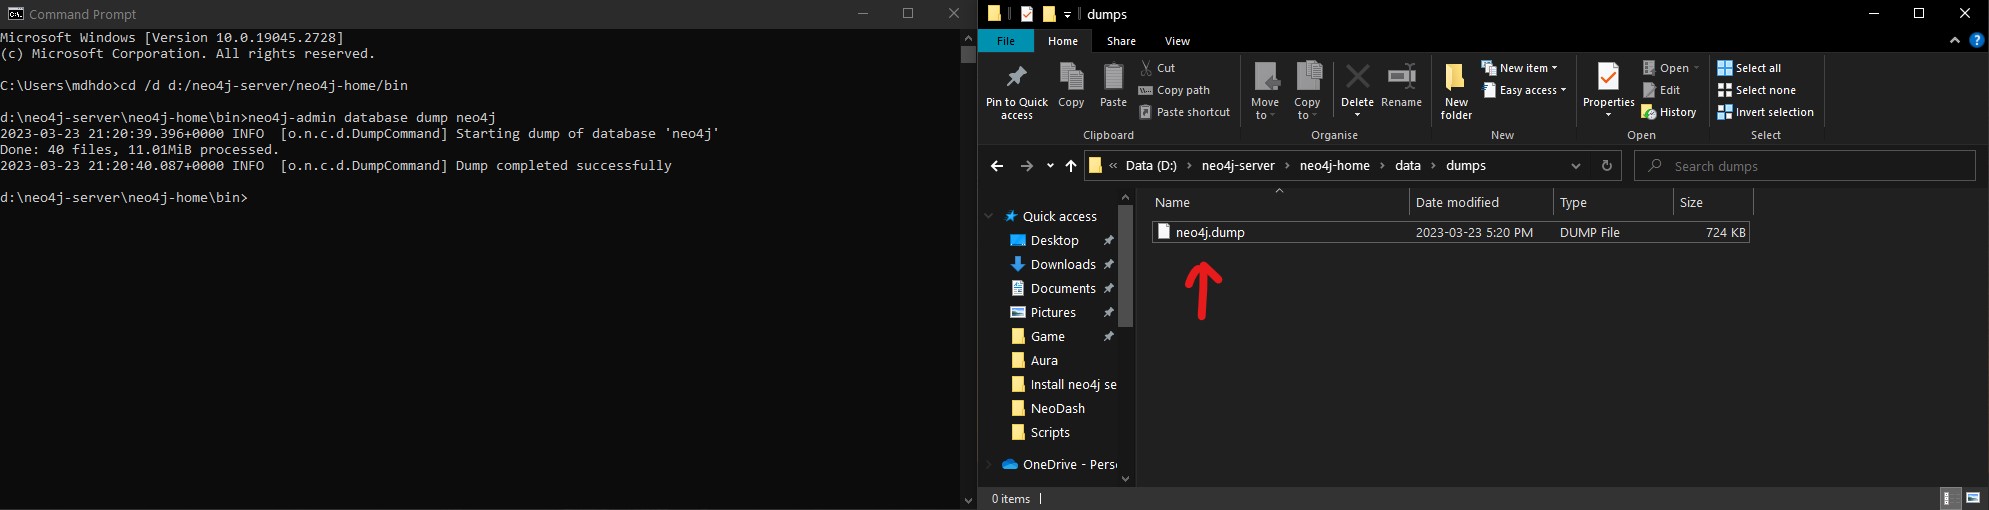 Command Prompt
Microsoft Windows [Version 10.0.19045.2728]
(c) Microsoft Corporation. All rights reserved.
C:\Users\mdhdo>cd /d d:/neo4j-server/neo4j-home/bin
d:\neo4j-server\neo4j-home\bin>neo4j-admin database dump neo4j
2023-03-23 21:20:39.396+0000 INFO  [o.n.c.d.DumpCommand] Starting dump of database 'neo4j'
Done: 40 files, 11.01MiB processed.
2023-03-23 21:20:40.087+0000 INFO  [o.n.c.d.DumpCommand] Dump completed successfully
d:\neo4j-server\neo4j-home\bin>
dumps
File Home Share View
Pin to Quick access
Copy
Paste
Cut
Copy path
Paste shortcut
Clipboard
Move to
Copy to
Delete
Rename
Organise
New folder
New item
Easy access
New
Properties
Open
Edit
History
Open
Select all
Select none
Invert selection
Select
« Data (D:) › neo4j-server › neo4j-home › data › dumps
Search dumps
Quick access
Desktop
Downloads
Documents
Pictures
Game
Aura
Install neo4j se
NeoDash
Scripts
OneDrive - Pers
Name Date modified Type Size
neo4j.dump 2023-03-23 5:20 PM DUMP File 724 KB
0 items